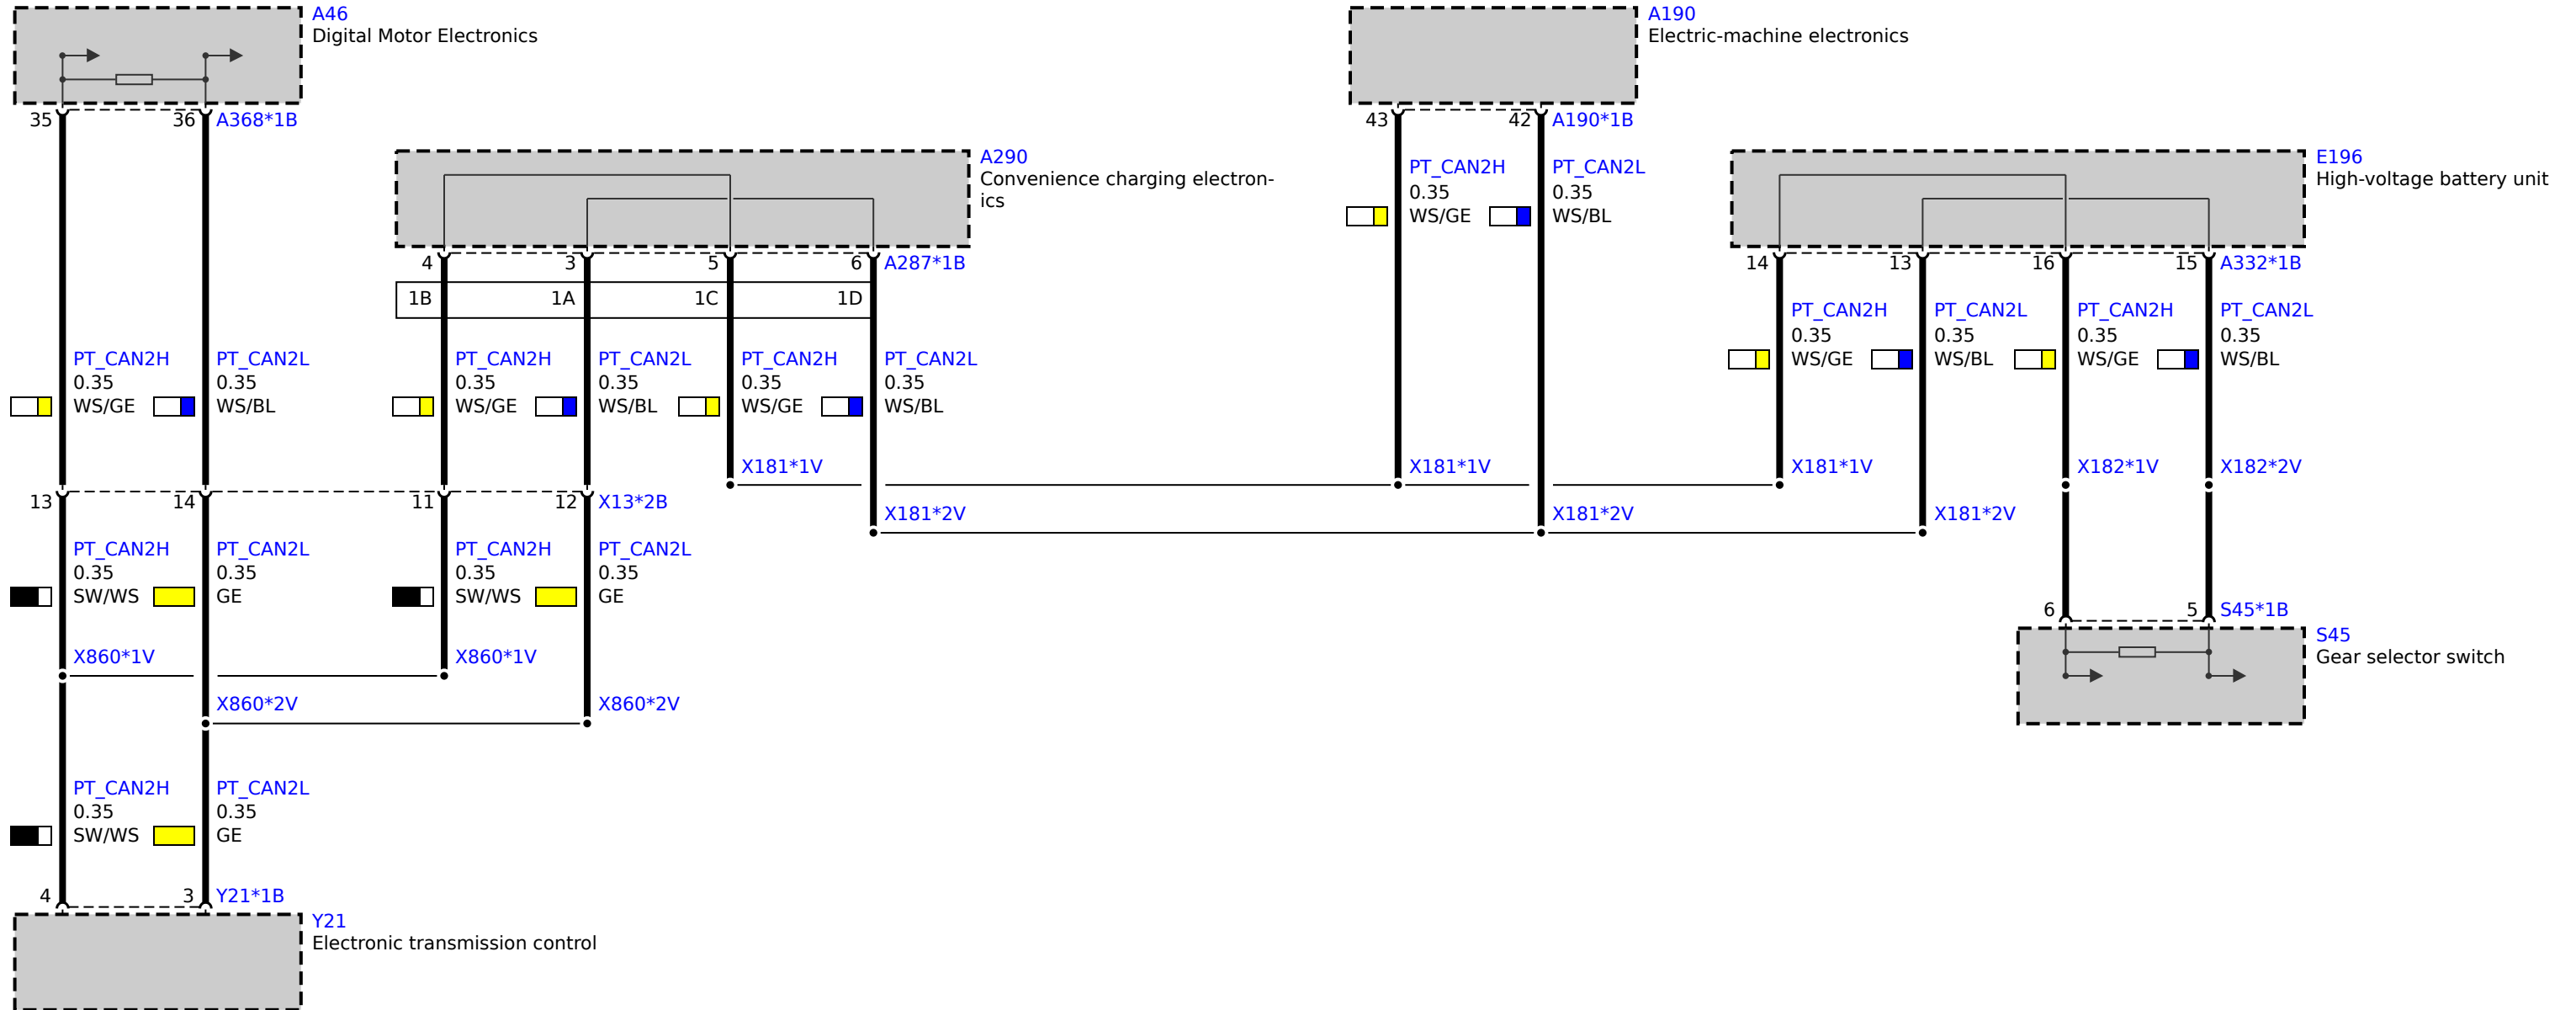 A46
Digital Motor Electronics
A190
Electric-machine electronics
35
36
A368*1B
43
42
A190*1B
A290
Convenience charging electron-
ics
E196
High-voltage battery unit
PT_CAN2H
0.35
WS/GE
PT_CAN2L
0.35
WS/BL
4
3
5
6
A287*1B
14
13
16
15
A332*1B
1B
1A
1C
1D
PT_CAN2H
0.35
WS/GE
PT_CAN2L
0.35
WS/BL
PT_CAN2H
0.35
WS/GE
PT_CAN2L
0.35
WS/BL
PT_CAN2H
0.35
WS/GE
PT_CAN2L
0.35
WS/BL
PT_CAN2H
0.35
WS/GE
PT_CAN2L
0.35
WS/BL
PT_CAN2H
0.35
WS/GE
PT_CAN2L
0.35
WS/BL
X181*1V
X181*1V
X181*1V
X182*1V
X182*2V
13
14
11
12
X13*2B
X181*2V
X181*2V
X181*2V
PT_CAN2H
0.35
SW/WS
PT_CAN2L
0.35
GE
PT_CAN2H
0.35
SW/WS
PT_CAN2L
0.35
GE
6
5
S45*1B
S45
Gear selector switch
X860*1V
X860*1V
X860*2V
X860*2V
PT_CAN2H
0.35
SW/WS
PT_CAN2L
0.35
GE
4
3
Y21*1B
Y21
Electronic transmission control